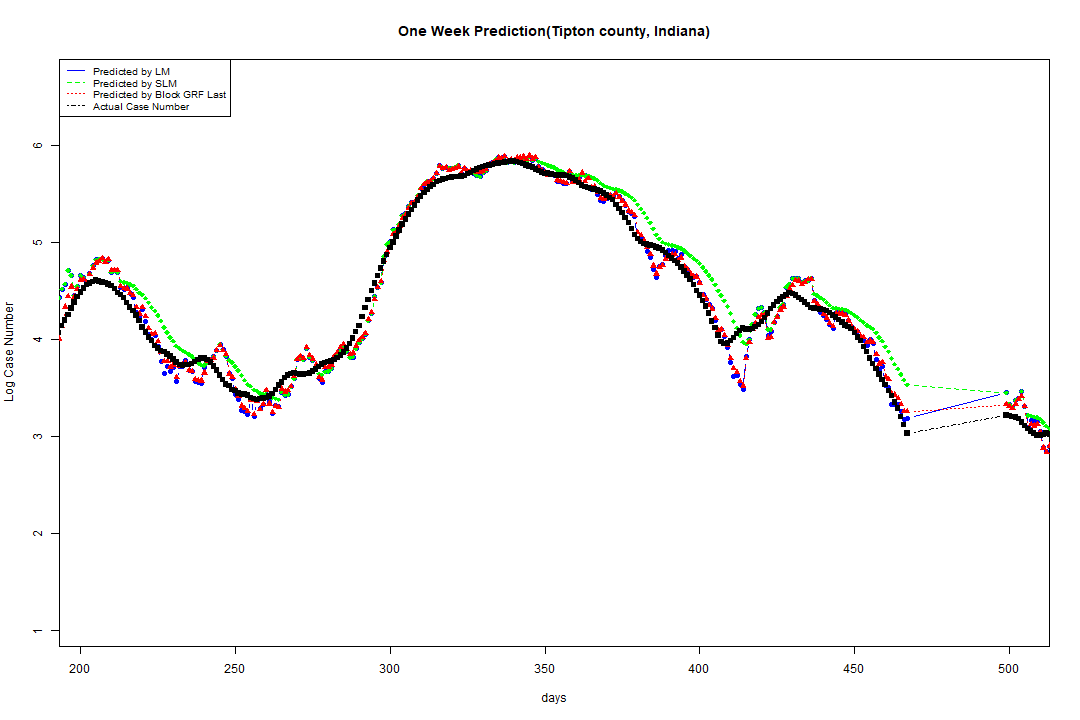 One Week Prediction(Tipton county, Indiana)
Predicted by LM
Predicted by SLM
Predicted by Block GRF Last
Actual Case Number
Log Case Number
6
5
4
3
2
1
200 250 300 350 400 450 500
days